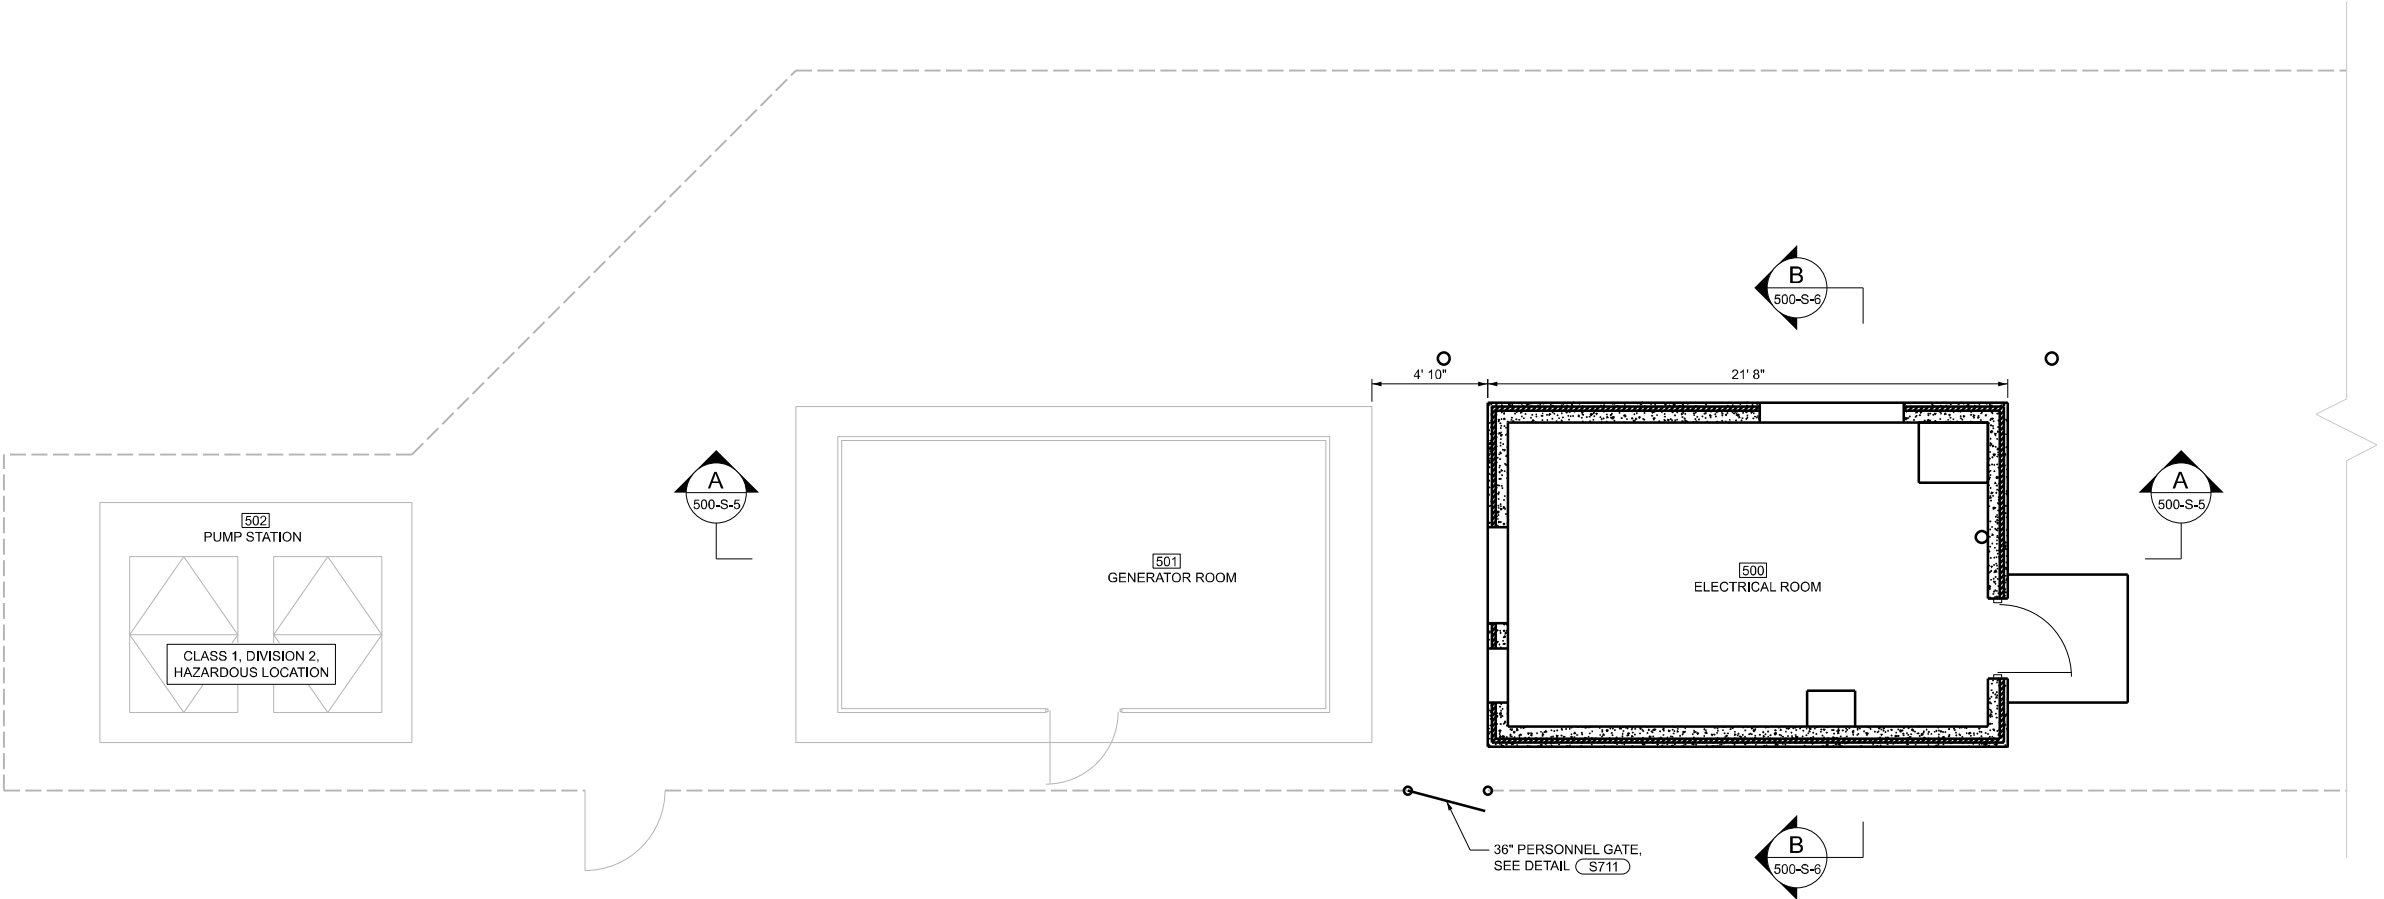 B
500-S-6
4' 10"
21' 8"
A
500-S-5
A
500-S-5
502
PUMP STATION
501
GENERATOR ROOM
500
ELECTRICAL ROOM
CLASS 1, DIVISION 2,
HAZARDOUS LOCATION
36" PERSONNEL GATE,
SEE DETAIL S711
B
500-S-6